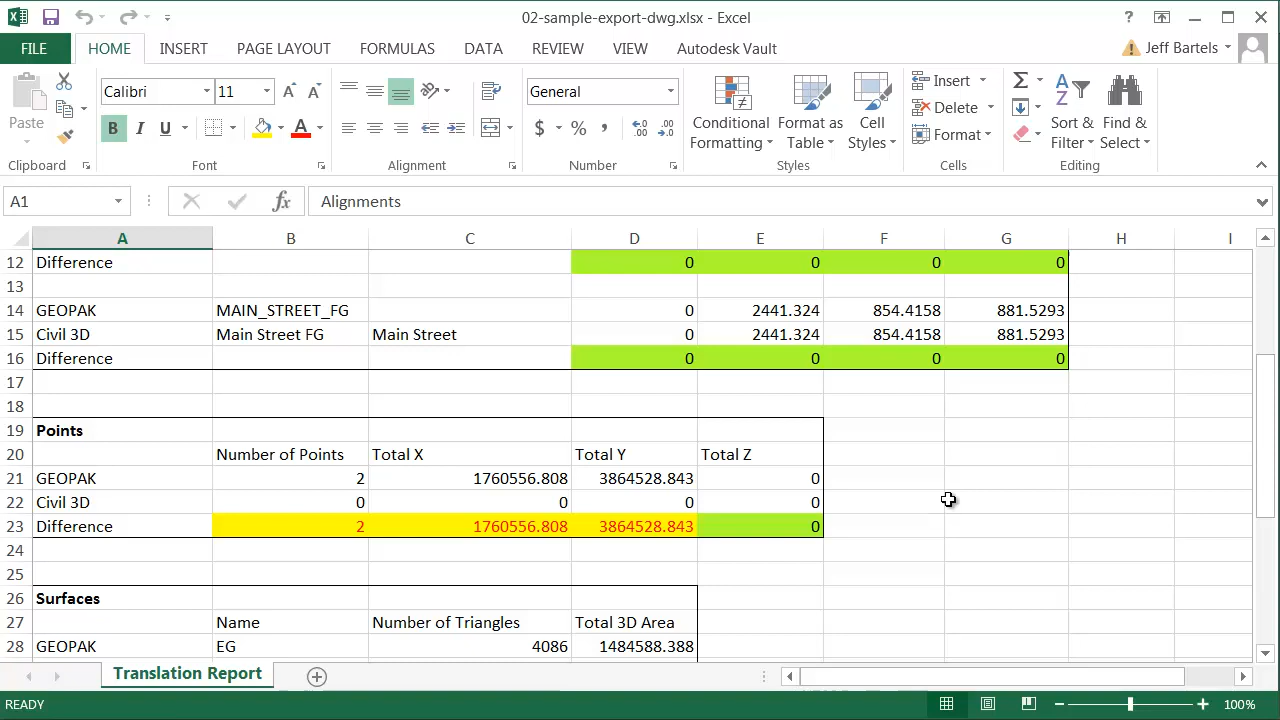 02-sample-export-dwg.xlsx - Excel
?
FILE HOME INSERT PAGE LAYOUT FORMULAS DATA REVIEW VIEW Autodesk Vault Jeff Bartels
Paste
Calibri 11
General
B I U
$ % ,
Conditional Formatting
Format as Table
Cell Styles
Insert
Delete
Format
Sort & Filter
Find & Select
Clipboard Font Alignment Number Styles Cells Editing
A1 fx Alignments
A B C D E F G H I
12 Difference 0 0 0 0
13
14 GEOPAK MAIN_STREET_FG 0 2441.324 854.4158 881.5293
15 Civil 3D Main Street FG Main Street 0 2441.324 854.4158 881.5293
16 Difference 0 0 0 0
17
18
19 Points
20 Number of Points Total X Total Y Total Z
21 GEOPAK 2 1760556.808 3864528.843 0
22 Civil 3D 0 0 0 0
23 Difference 2 1760556.808 3864528.843 0
24
25
26 Surfaces
27 Name Number of Triangles Total 3D Area
28 GEOPAK EG 4086 1484588.388
Translation Report
READY 100%